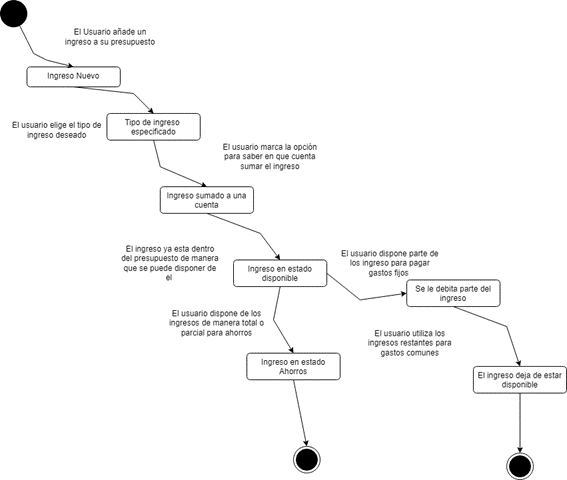 El Usuario añade un
ingreso a su presupuesto
Ingreso Nuevo
El usuario elige el tipo de
ingreso deseado
Tipo de ingreso
especificado
El usuario marca la opción
para saber en que cuenta
sumar el ingreso
Ingreso sumado a una
cuenta
El ingreso ya esta dentro
del presupuesto de manera
que se puede disponer de
el
Ingreso en estado
disponible
El usuario dispone parte de
los ingreso para pagar
gastos fijos
Se le debita parte del
ingreso
El usuario dispone de los
ingresos de manera total o
parcial para ahorros
El usuario utiliza los
ingresos restantes para
gastos comunes
Ingreso en estado
Ahorros
El ingreso deja de estar
disponible